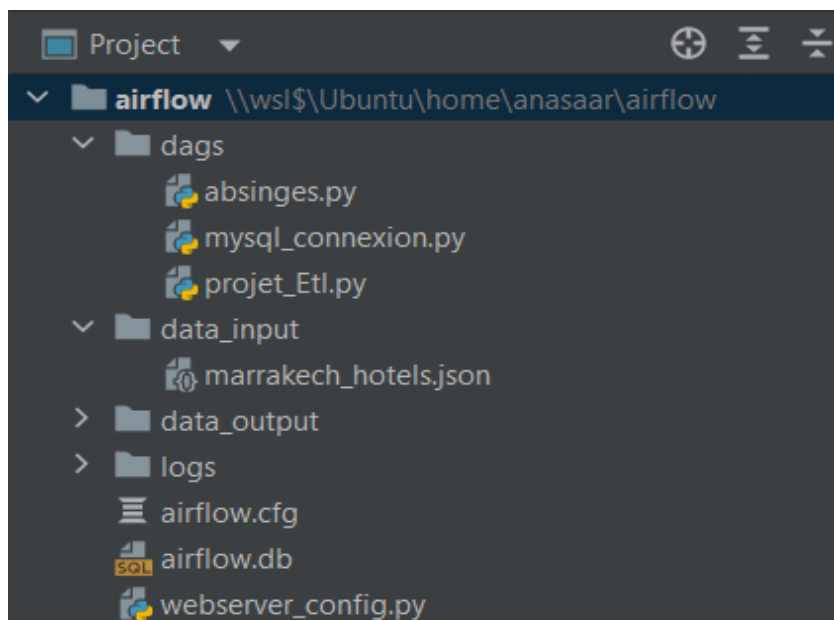 Project
airflow \\wsl$\Ubuntu\home\anasaar\airflow
dags
absinges.py
mysql_connexion.py
projet_Etl.py
data_input
marrakech_hotels.json
data_output
logs
airflow.cfg
SQL airflow.db
webserver_config.py